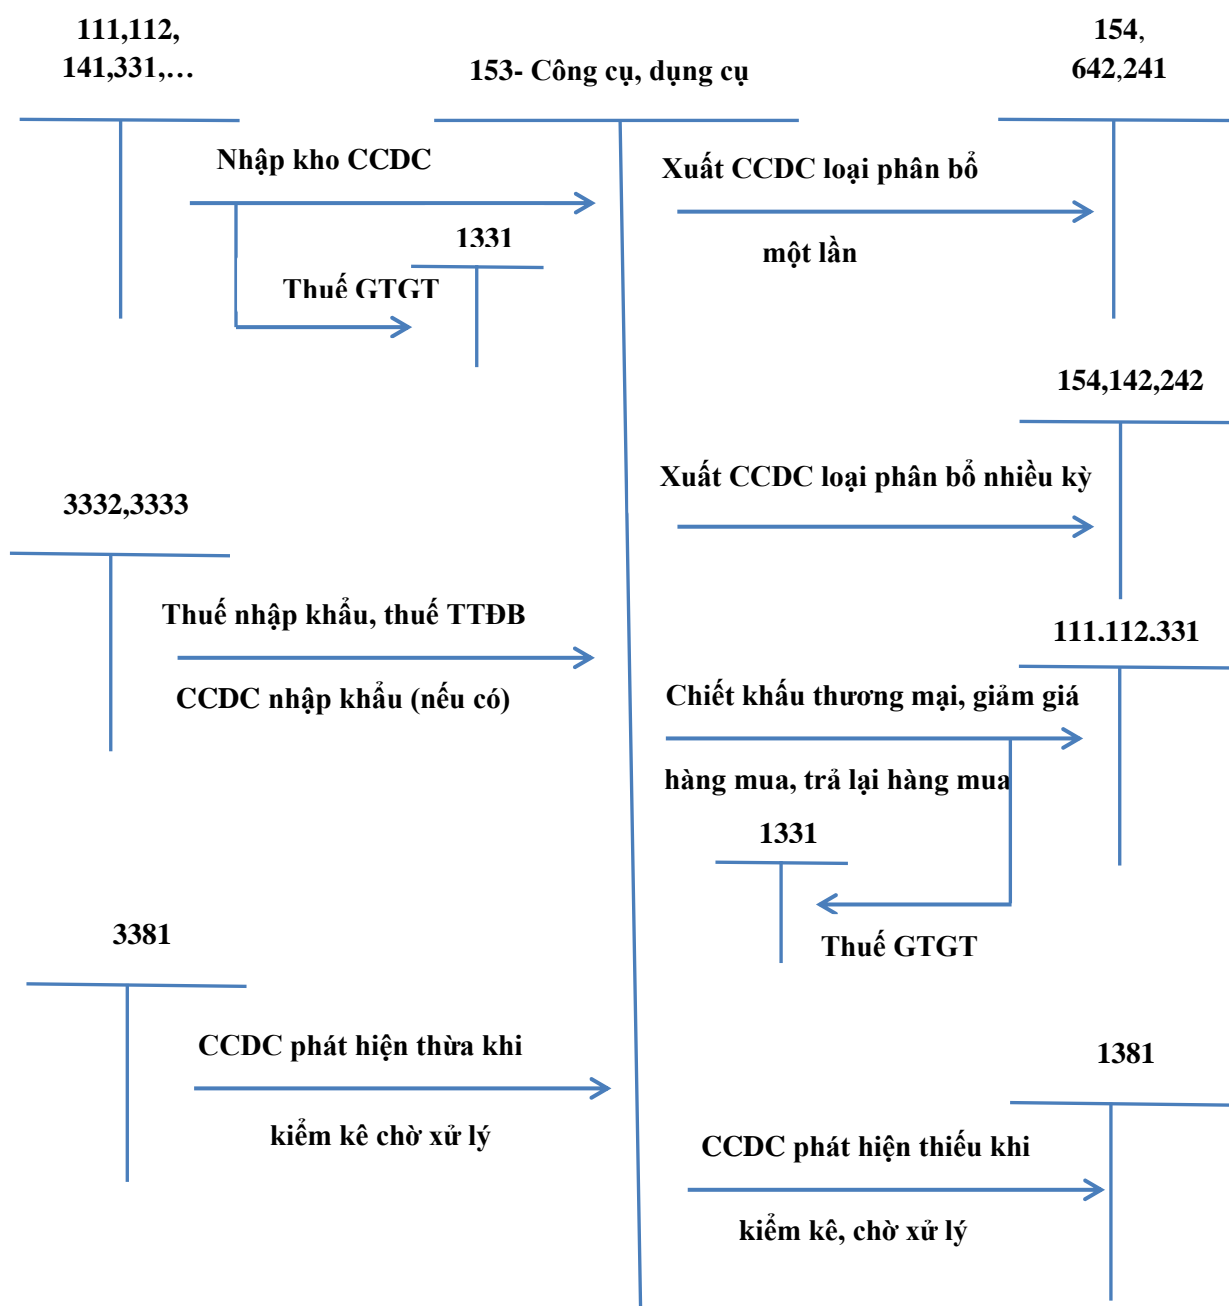 111,112,
141,331,…
153- Công cụ, dụng cụ
154,
642,241
Nhập kho CCDC
Xuất CCDC loại phân bổ
một lần
1331
Thuế GTGT
154,142,242
Xuất CCDC loại phân bổ nhiều kỳ
3332,3333
Thuế nhập khẩu, thuế TTĐB
CCDC nhập khẩu (nếu có)
111,112,331
Chiết khấu thương mại, giảm giá
hàng mua, trả lại hàng mua
1331
Thuế GTGT
3381
CCDC phát hiện thừa khi
kiểm kê chờ xử lý
1381
CCDC phát hiện thiếu khi
kiểm kê, chờ xử lý